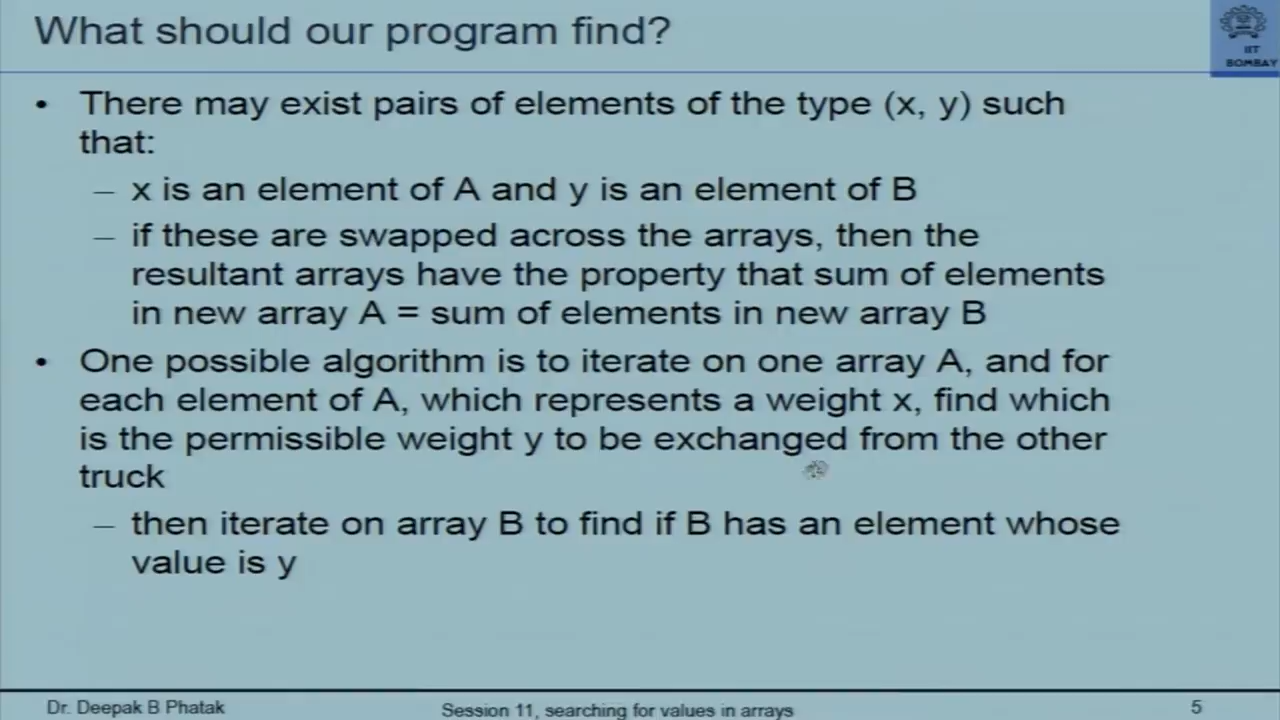 What should our program find?
IIT
BOMBAY
• There may exist pairs of elements of the type (x, y) such
that:
– x is an element of A and y is an element of B
– if these are swapped across the arrays, then the
resultant arrays have the property that sum of elements
in new array A = sum of elements in new array B
• One possible algorithm is to iterate on one array A, and for
each element of A, which represents a weight x, find which
is the permissible weight y to be exchanged from the other
truck
– then iterate on array B to find if B has an element whose
value is y
Dr. Deepak B Phatak
Session 11, searching for values in arrays
5